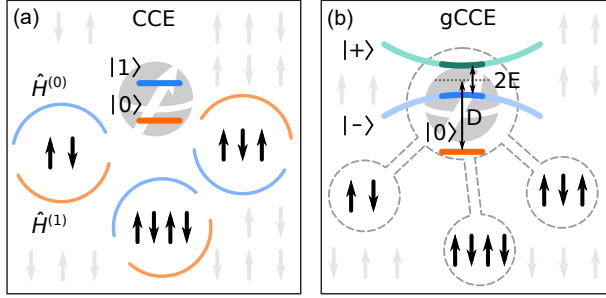 (a) CCE
|1⟩
|0⟩
Ĥ⁽⁰⁾
Ĥ⁽¹⁾
(b) gCCE
|+⟩
2E
|−⟩
|0⟩
D